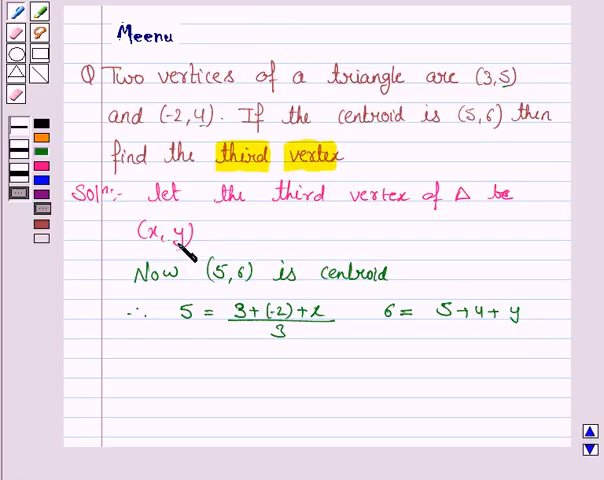 Meenu
Q Two vertices of a triangle are (3,5)
and (-2,4). If the centroid is (5,6) then
find the third vertex
Soln:- let the third vertex of Δ be
(x, y)
Now (5,6) is centroid
∴ 5 = 3+(-2)+x / 3 6 = 5+4+y